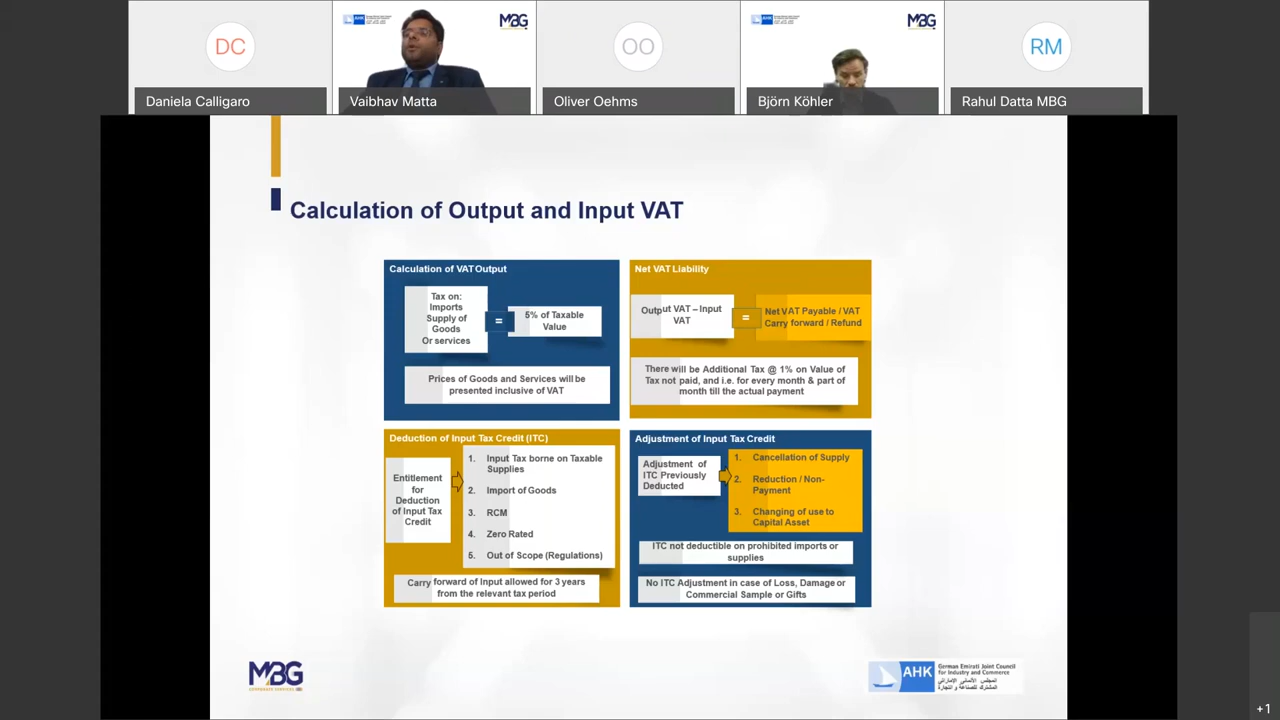 DC
OO
RM
AHK
MBG
AHK
MBG
Daniela Calligaro
Vaibhav Matta
Oliver Oehms
Björn Köhler
Rahul Datta MBG
Calculation of Output and Input VAT
Calculation of VAT Output
Tax on:
Imports
Supply of
Goods
Or services
=
5% of Taxable
Value
Prices of Goods and Services will be
presented inclusive of VAT
Net VAT Liability
Output VAT – Input
VAT
=
Net VAT Payable / VAT
Carry forward / Refund
There will be Additional Tax @ 1% on Value of
Tax not paid, and i.e. for every month & part of
month till the actual payment
Deduction of Input Tax Credit (ITC)
Entitlement
for
Deduction
of Input Tax
Credit
1. Input Tax borne on Taxable
Supplies
2. Import of Goods
3. RCM
4. Zero Rated
5. Out of Scope (Regulations)
Carry forward of Input allowed for 3 years
from the relevant tax period
Adjustment of Input Tax Credit
Adjustment of
ITC Previously
Deducted
1. Cancellation of Supply
2. Reduction / Non-
Payment
3. Changing of use to
Capital Asset
ITC not deductible on prohibited imports or
supplies
No ITC Adjustment in case of Loss, Damage or
Commercial Sample or Gifts
MBG
CORPORATE SERVICES
AHK
German Emirati Joint Council
for Industry and Commerce
المجلس الألماني الإماراتي
المشترك للصناعة و التجارة
+1